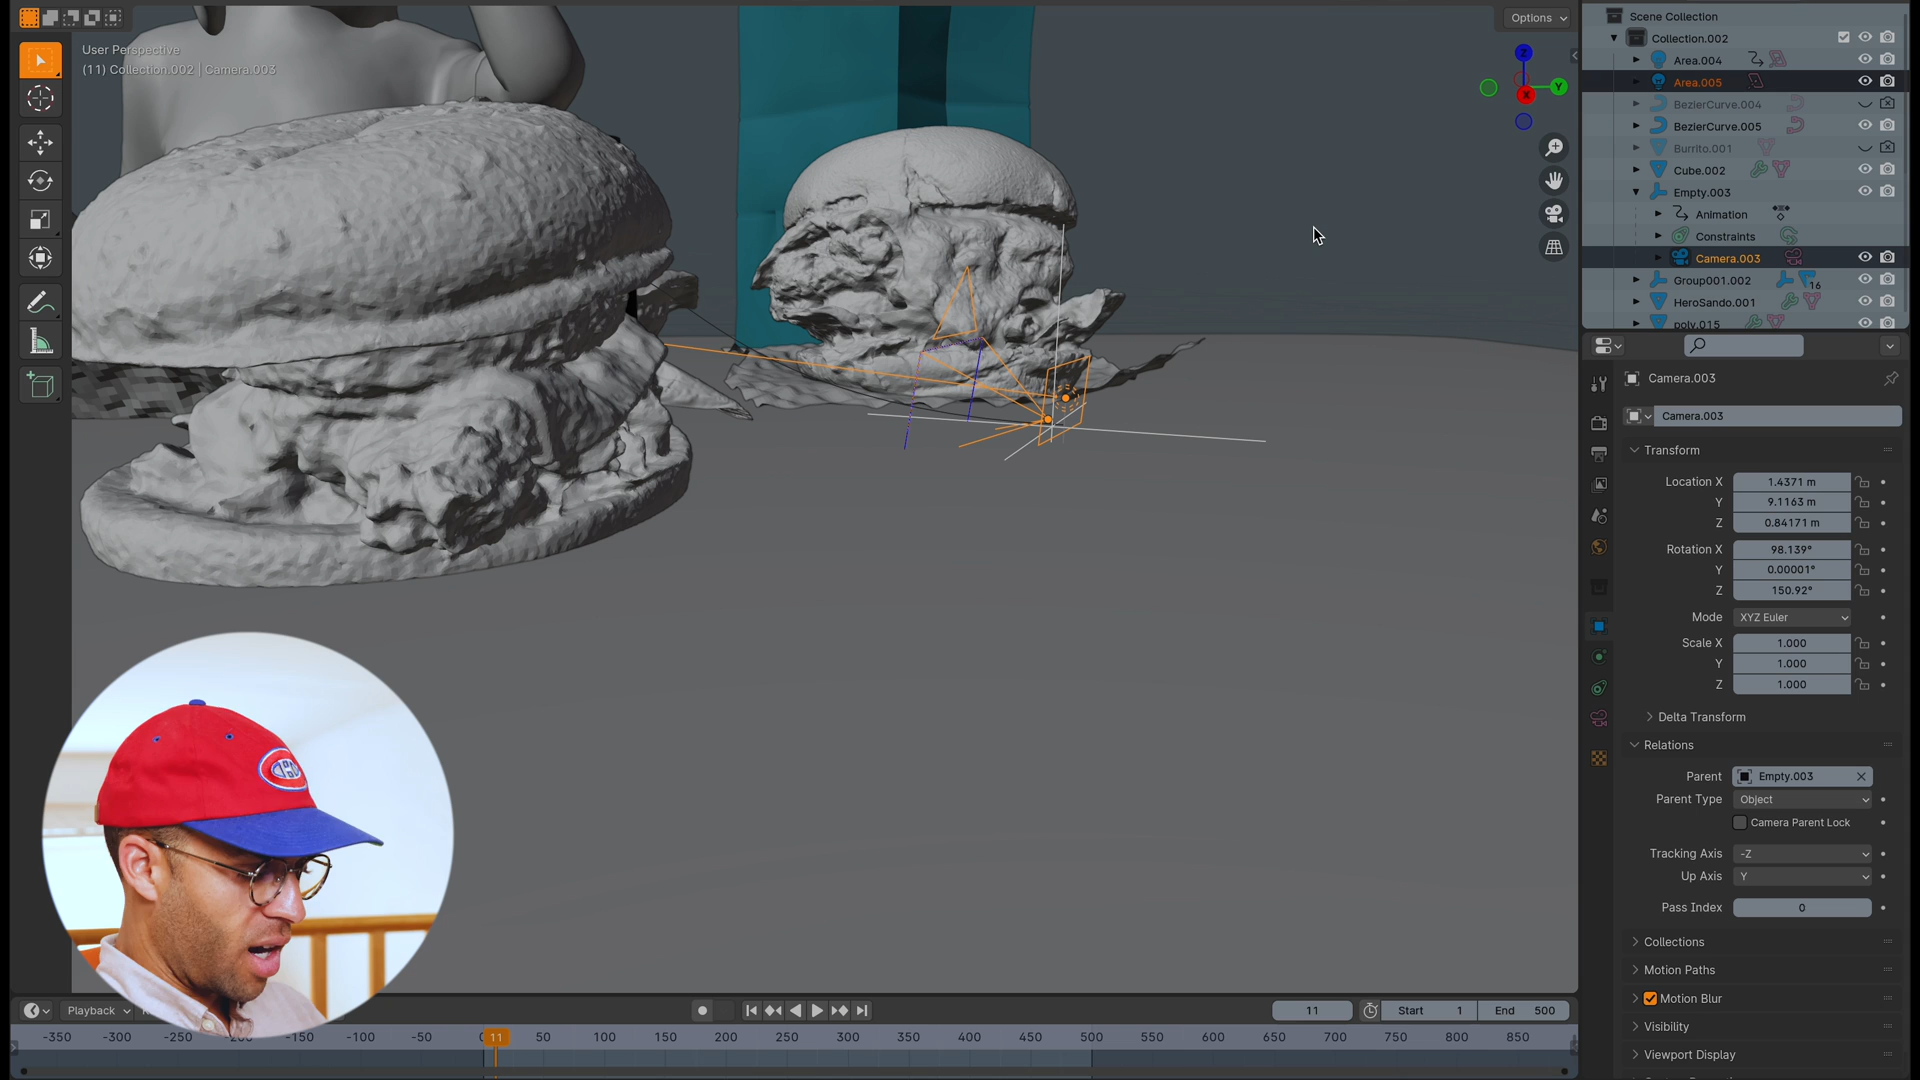 Options
User Perspective
(11) Collection.002 | Camera.003
Z
Y
X
Scene Collection
Collection.002
Area.004
Area.005
BezierCurve.004
BezierCurve.005
Burrito.001
Cube.002
Empty.003
Animation
Constraints
Camera.003
Group001.002
16
HeroSando.001
poly.015
Camera.003
Camera.003
Transform
Location X 1.4371 m
Y 9.1163 m
Z 0.84171 m
Rotation X 98.139°
Y 0.00001°
Z 150.92°
Mode XYZ Euler
Scale X 1.000
Y 1.000
Z 1.000
Delta Transform
Relations
Parent Empty.003
Parent Type Object
Camera Parent Lock
Tracking Axis -Z
Up Axis Y
Pass Index 0
Collections
Motion Paths
Motion Blur
Visibility
Viewport Display
Playback
11
Start 1
End 500
-350 -300 -250 -200 -150 -100 -50 0 11 50 100 150 200 250 300 350 400 450 500 550 600 650 700 750 800 850